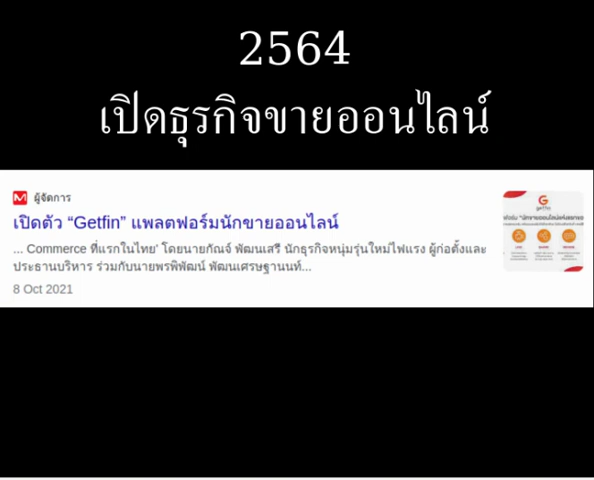 2564
เปิดธุรกิจขายออนไลน์
ผู้จัดการ
เปิดตัว “Getfin” แพลตฟอร์มนักขายออนไลน์
... Commerce ที่แรกในไทย’ โดยนายกัณจ์ พัฒนเสรี นักธุรกิจหนุ่มรุ่นใหม่ไฟแรง ผู้ก่อตั้งและ
ประธานบริหาร ร่วมกับนายพรพิพัฒน์ พัฒนเศรษฐานนท์...
8 Oct 2021
G
getfin